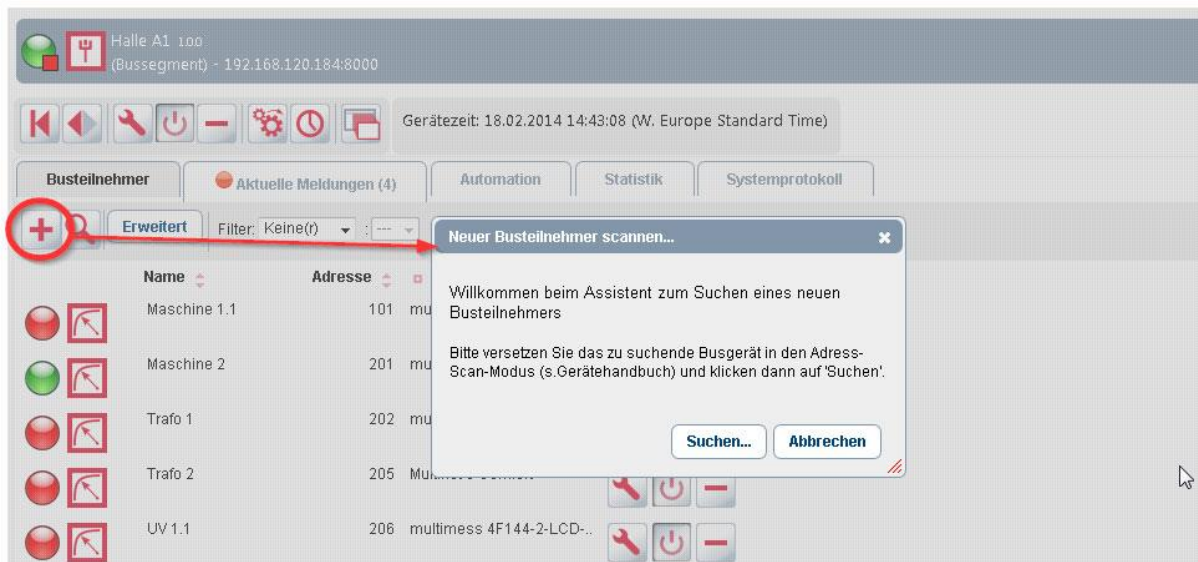 Halle A1 1.0.0
(Bussegment) - 192.168.120.184:8000
Gerätezeit: 18.02.2014 14:43:08 (W. Europe Standard Time)
Busteilnehmer
Aktuelle Meldungen (4)
Automation
Statistik
Systemprotokoll
Erweitert
Filter: Keine(r) : ---
Neuer Busteilnehmer scannen...
Willkommen beim Assistent zum Suchen eines neuen
Busteilnehmers
Bitte versetzen Sie das zu suchende Busgerät in den Adress-
Scan-Modus (s.Gerätehandbuch) und klicken dann auf 'Suchen'.
Suchen...
Abbrechen
Name Adresse
Maschine 1.1 101 mu
Maschine 2 201 mu
Trafo 1 202 mu
Trafo 2 205
UV 1.1 206 multimess 4F144-2-LCD-..